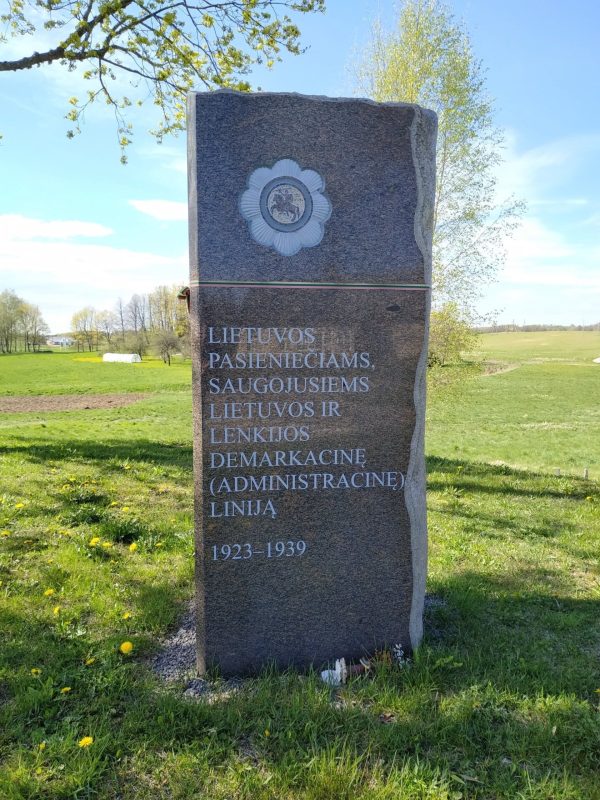 LIETUVOS
PASIENIEČIAMS,
SAUGOJUSIEMS
LIETUVOS IR
LENKIJOS
DEMARKACINĘ
(ADMINISTRACINĘ)
LINIJĄ
1923–1939